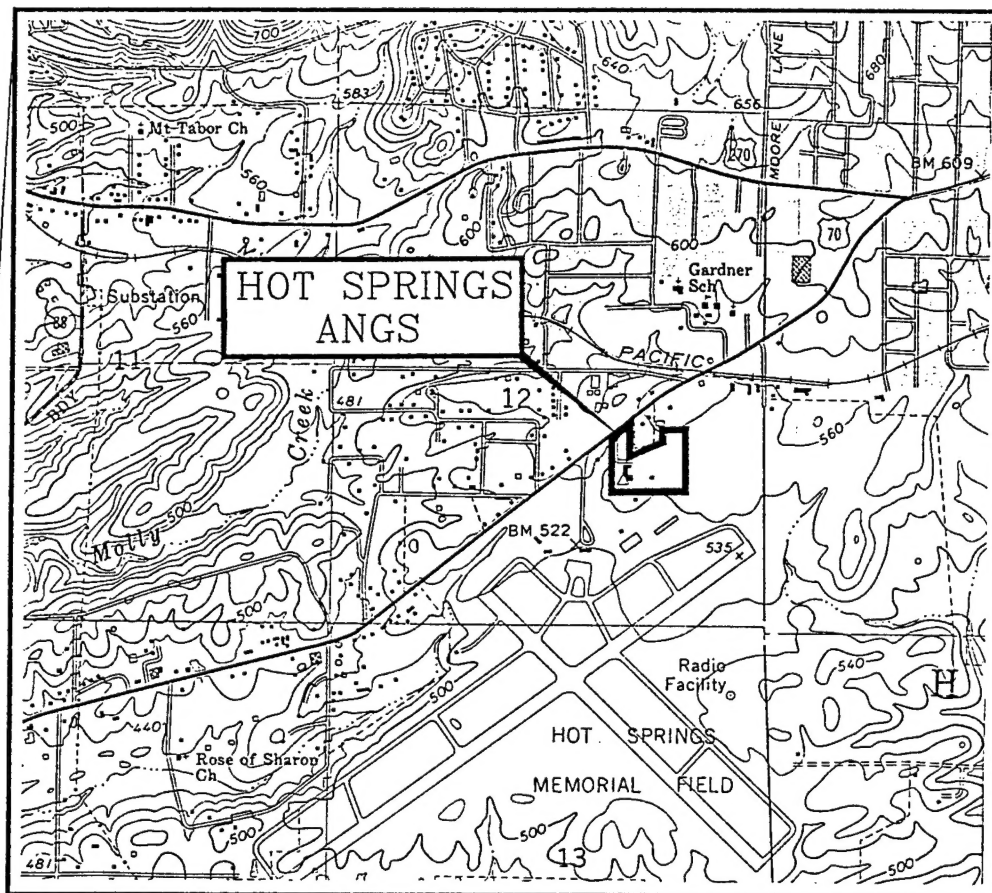 700
640
LANE
680
583
656
500
Mt Tabor Ch
270
MOORE
560
BM 609
600
70
600
HOT SPRINGS
ANGS
Gardner
Sch
Substation
88
560
PACIFIC
11
BDY
481
12
Creek
560
Molly
500
BM 522
535
500
500
540
Radio
Facility
H
440
HOT SPRINGS
Rose of Sharon
Ch
MEMORIAL FIELD
500
500
13
481
500